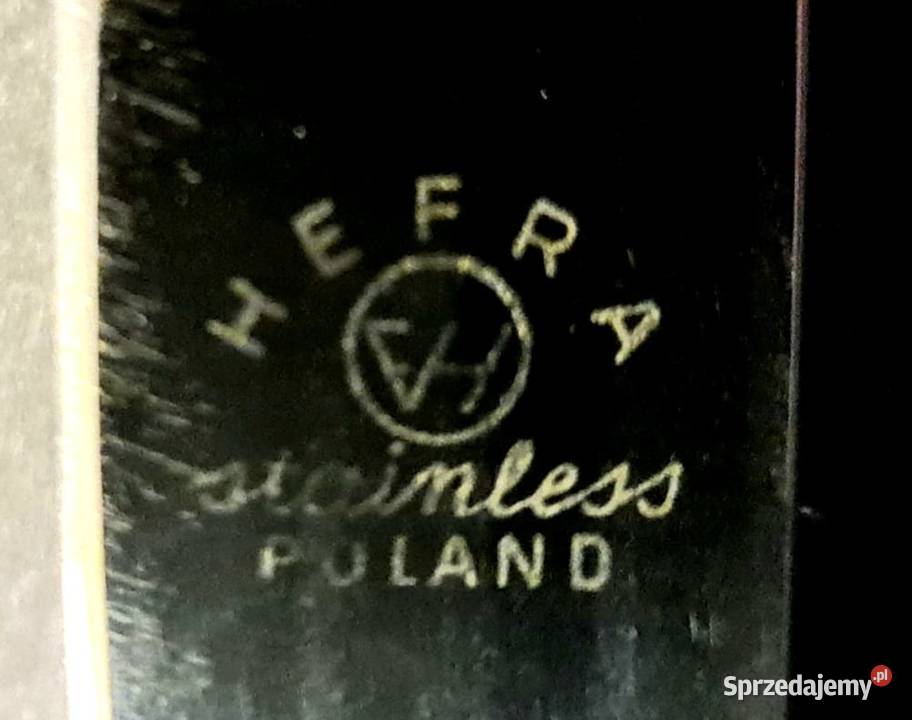 HEFRA
stainless
POLAND
Sprzedajemy.pl